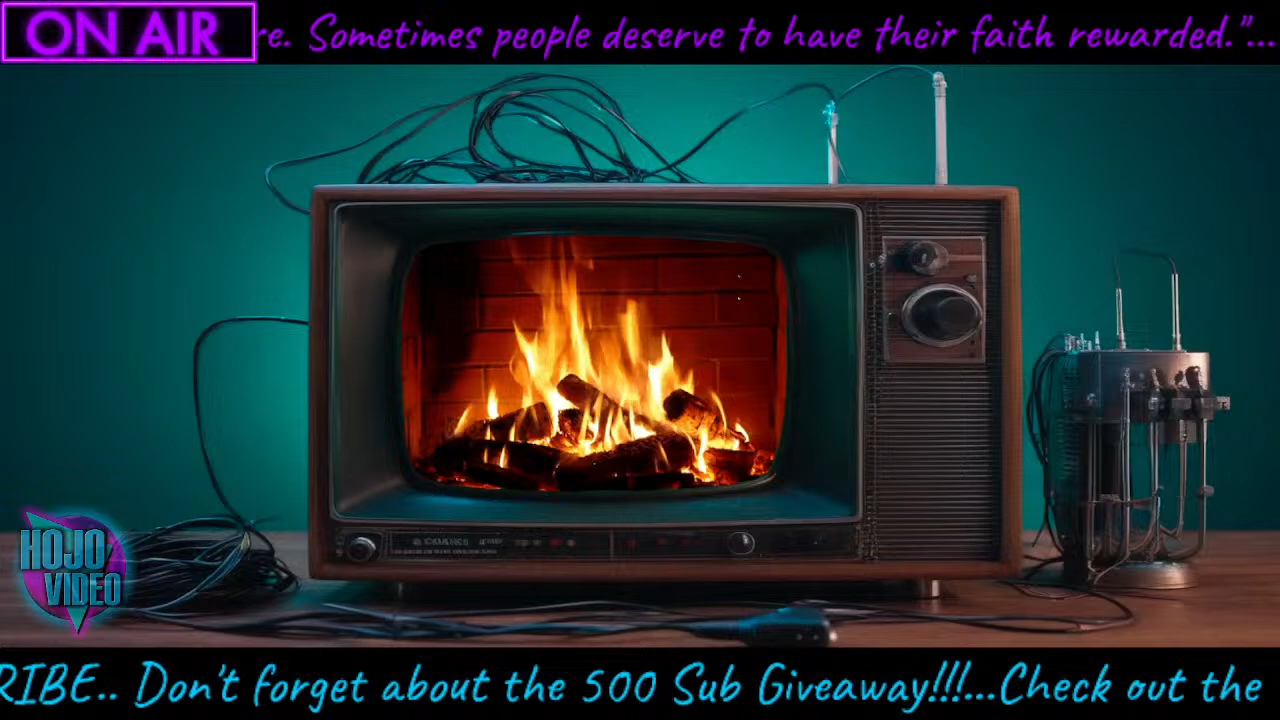 ON AIR
re. Sometimes people deserve to have their faith rewarded."...
HOJO
VIDEO
RIBE.. Don't forget about the 500 Sub Giveaway!!!...Check out the